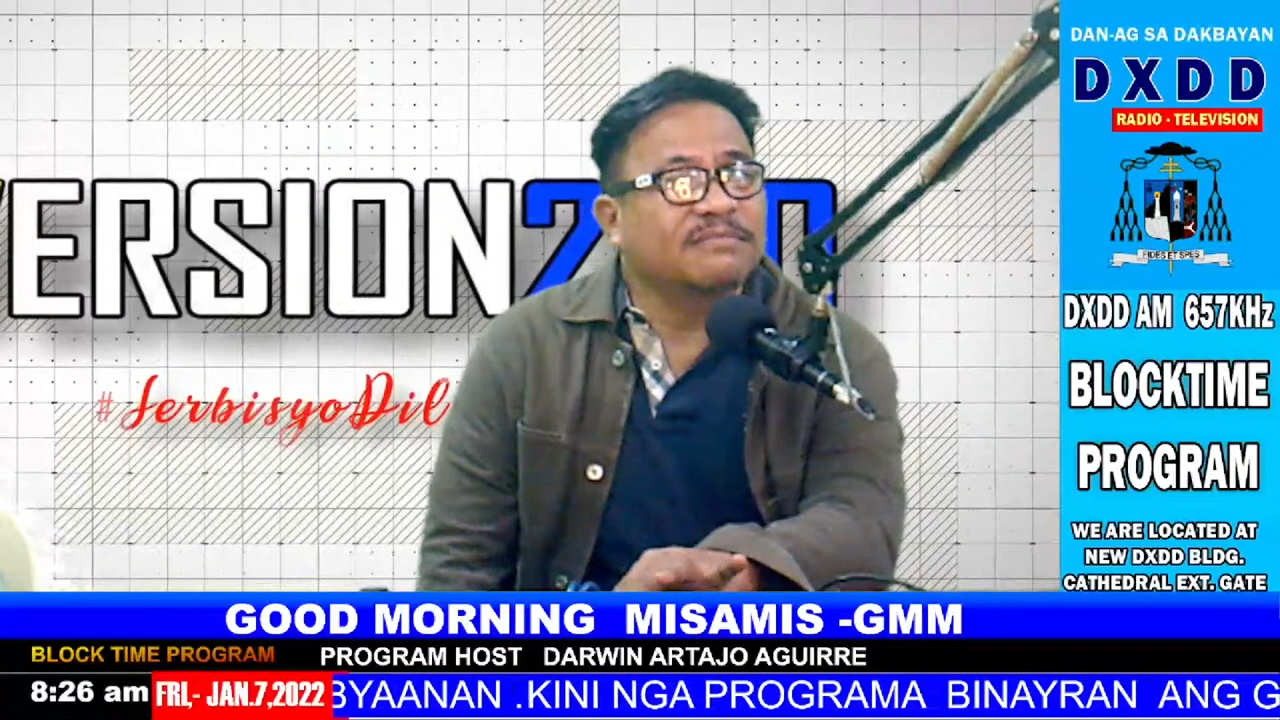 ERSION2
#SerbisyoDil
DAN-AG SA DAKBAYAN
DXDD
RADIO - TELEVISION
FIDES ET SPES
DXDD AM 657KHz
BLOCKTIME
PROGRAM
WE ARE LOCATED AT
NEW DXDD BLDG.
CATHEDRAL EXT. GATE
GOOD MORNING MISAMIS -GMM
BLOCK TIME PROGRAM PROGRAM HOST DARWIN ARTAJO AGUIRRE
8:26 am FRI,- JAN.7,2022 BYAANAN .KINI NGA PROGRAMA BINAYRAN ANG G